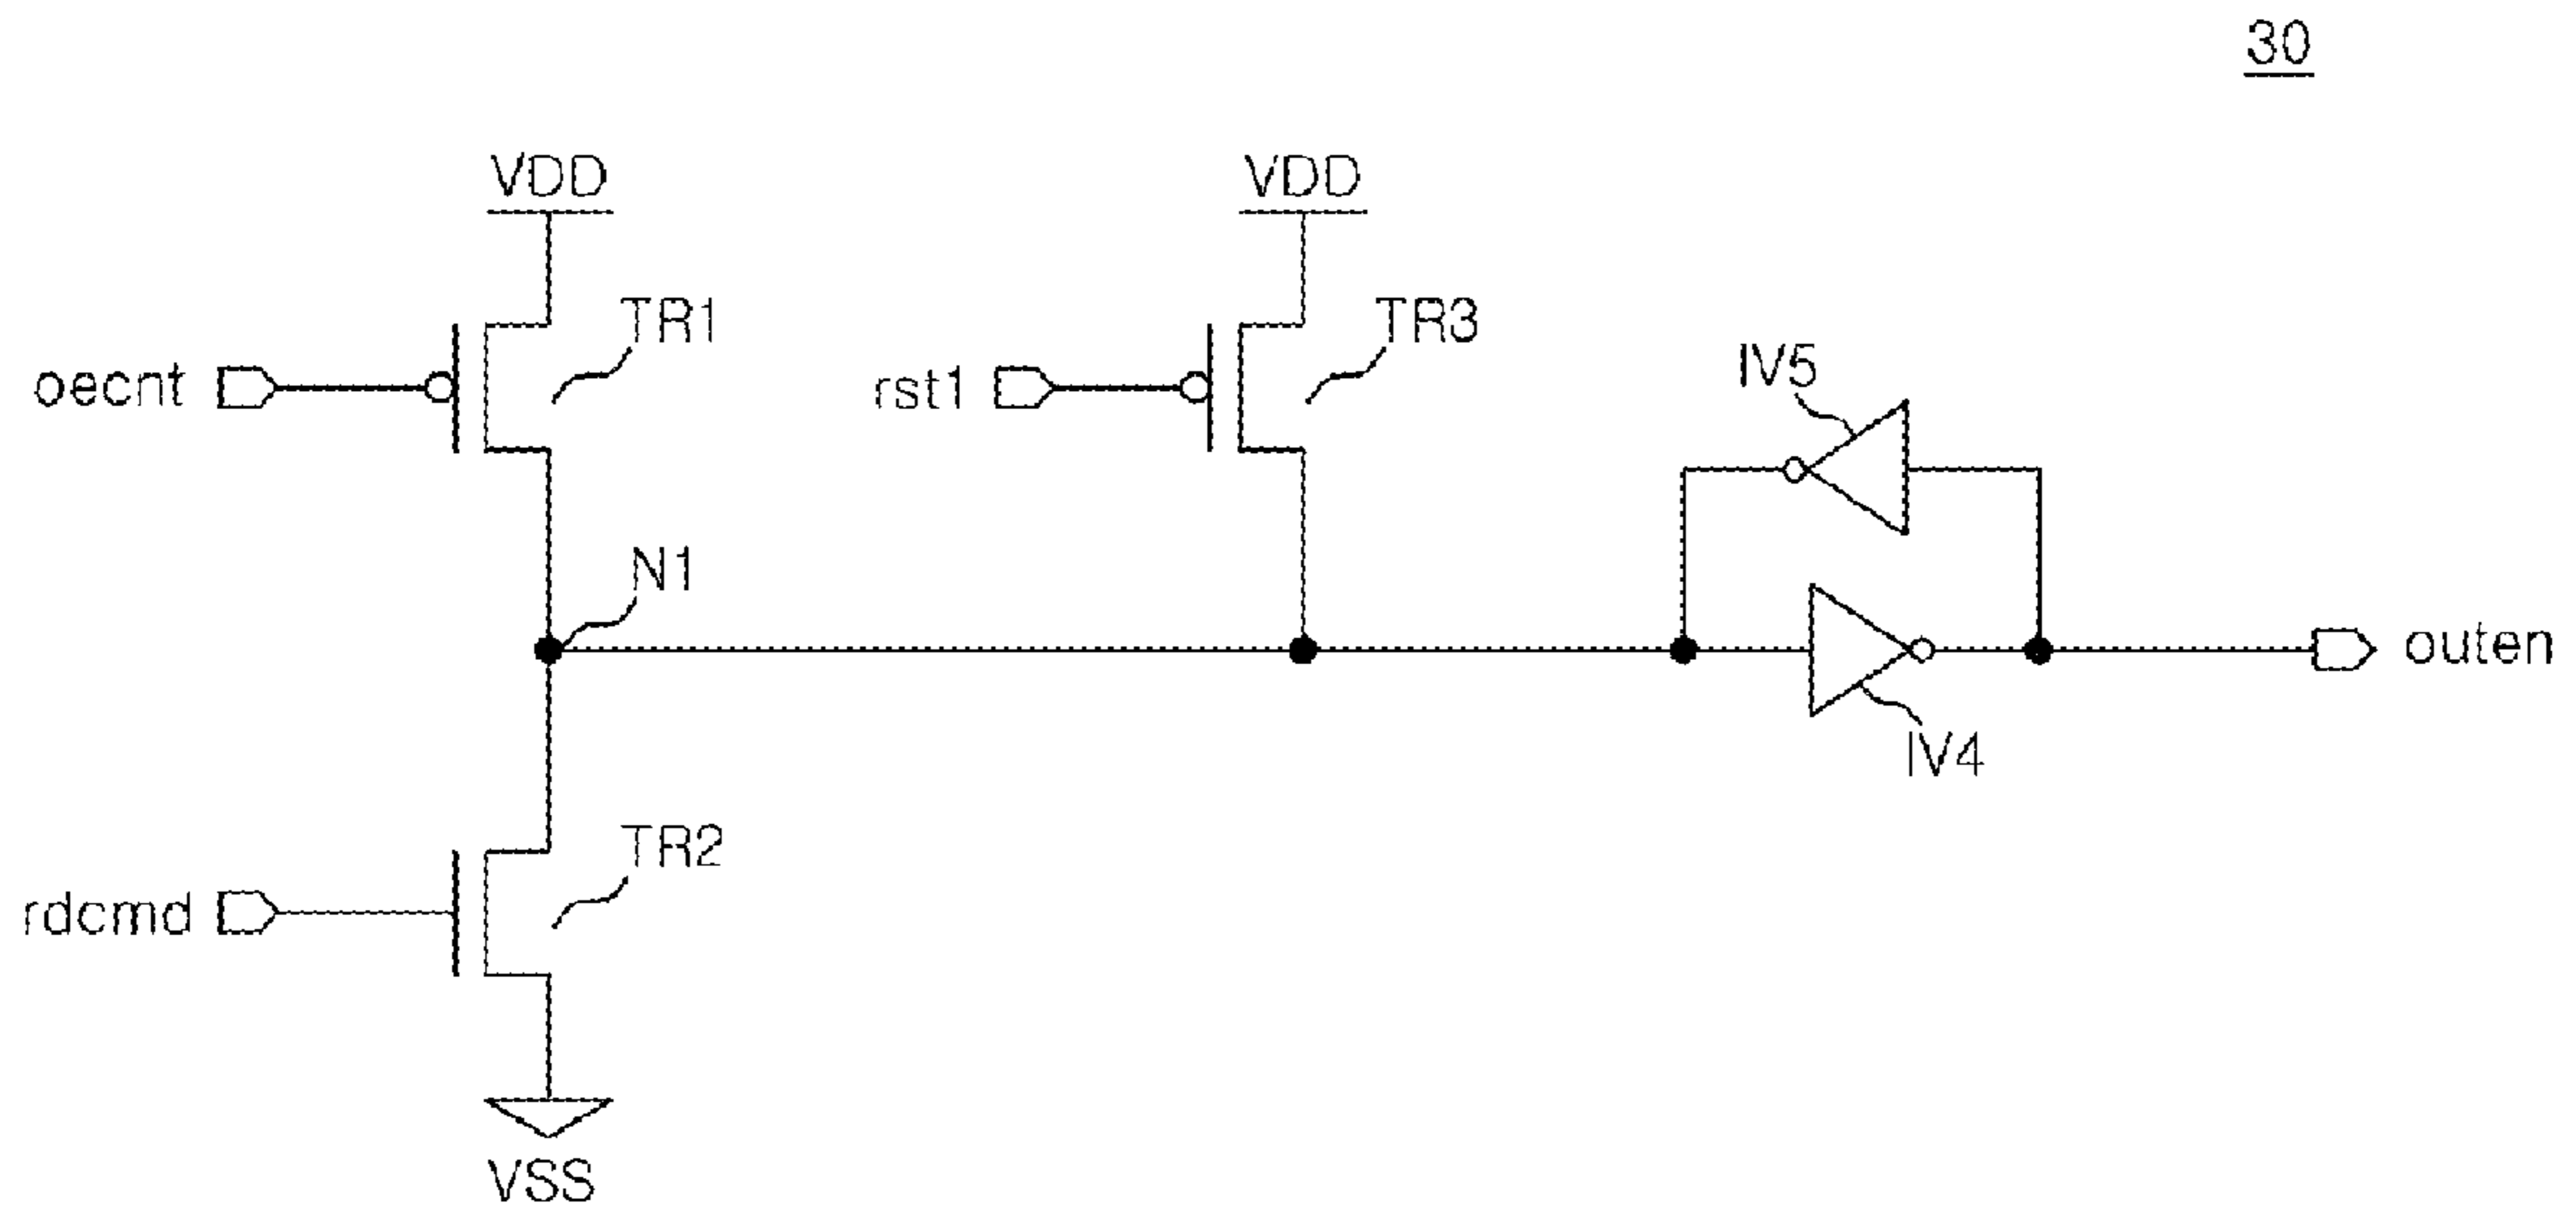 30
VDD
VDD
TR1
TR3
oecnt
rst1
IV5
N1
outen
IV4
TR2
rdcmd
VSS